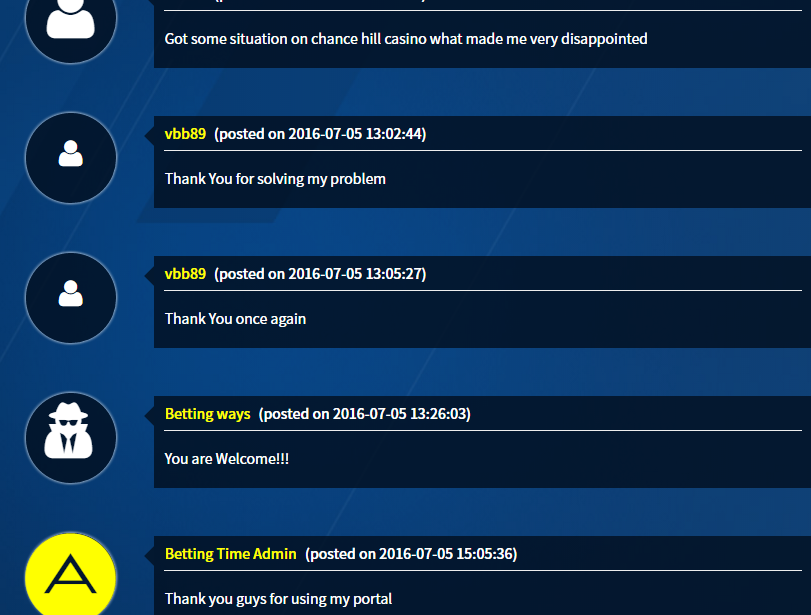 Got some situation on chance hill casino what made me very disappointed
vbb89 (posted on 2016-07-05 13:02:44)
Thank You for solving my problem
vbb89 (posted on 2016-07-05 13:05:27)
Thank You once again
Betting ways (posted on 2016-07-05 13:26:03)
You are Welcome!!!
A
Betting Time Admin (posted on 2016-07-05 15:05:36)
Thank you guys for using my portal